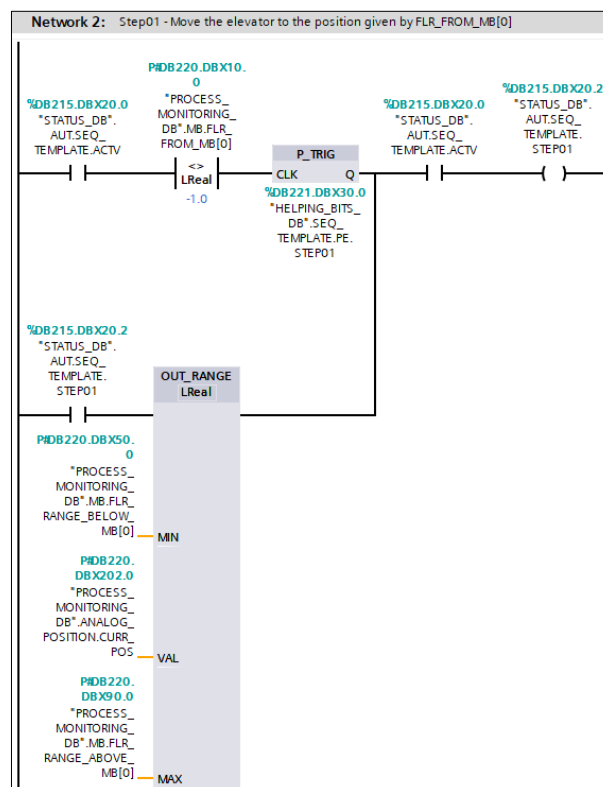 Network 2: Step01 - Move the elevator to the position given by FLR_FROM_MB[0]
P#DB220.DBX10.
0
"PROCESS_
MONITORING_
DB".MB.FLR_
FROM_MB[0]
%DB215.DBX20.0
"STATUS_DB".
AUT.SEQ_
TEMPLATE.ACTV
<>
LReal
-1.0
P_TRIG
CLK Q
%DB221.DBX30.0
"HELPING_BITS_
DB".SEQ_
TEMPLATE.PE.
STEP01
%DB215.DBX20.0
"STATUS_DB".
AUT.SEQ_
TEMPLATE.ACTV
%DB215.DBX20.2
"STATUS_DB".
AUT.SEQ_
TEMPLATE.
STEP01
%DB215.DBX20.2
"STATUS_DB".
AUT.SEQ_
TEMPLATE.
STEP01
OUT_RANGE
LReal
P#DB220.DBX50.
0
"PROCESS_
MONITORING_
DB".MB.FLR_
RANGE_BELOW_
MB[0]
MIN
P#DB220.
DBX202.0
"PROCESS_
MONITORING_
DB".ANALOG_
POSITION.CURR_
POS
VAL
P#DB220.
DBX90.0
"PROCESS_
MONITORING_
DB".MB.FLR_
RANGE_ABOVE_
MB[0]
MAX